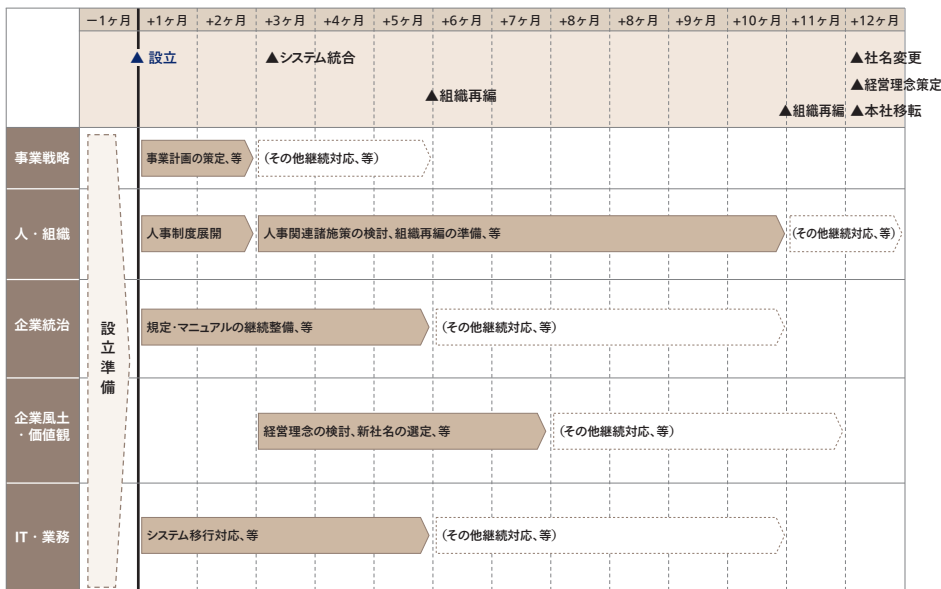 −1ヶ月 +1ヶ月 +2ヶ月 +3ヶ月 +4ヶ月 +5ヶ月 +6ヶ月 +7ヶ月 +8ヶ月 +8ヶ月 +9ヶ月 +10ヶ月 +11ヶ月 +12ヶ月
▲設立 ▲システム統合 ▲社名変更
▲経営理念策定
▲組織再編
▲組織再編 ▲本社移転
設立準備
事業戦略 事業計画の策定、等 (その他継続対応、等)
人・組織 人事制度展開 人事関連諸施策の検討、組織再編の準備、等 (その他継続対応、等)
企業統治 規定・マニュアルの継続整備、等 (その他継続対応、等)
企業風土
・価値観 経営理念の検討、新社名の選定、等 (その他継続対応、等)
IT・業務 システム移行対応、等 (その他継続対応、等)